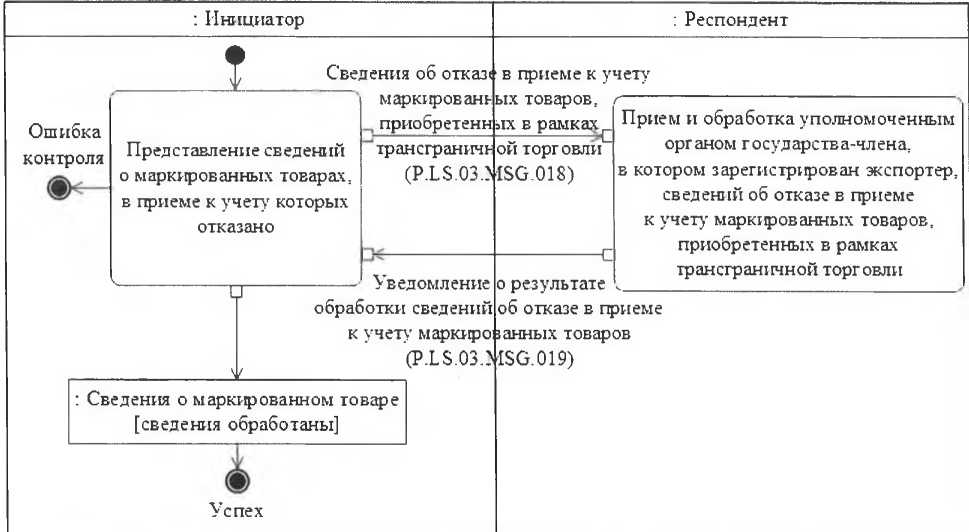 : Инициатор
: Респондент
Сведения об отказе в приеме к учету
маркированных товаров,
приобретенных в рамках
трансграничной торговли
(P.LS.03.MSG.018)
Ошибка
контроля
Представление сведений
о маркированных товарах,
в приеме к учету которых
отказано
Прием и обработка уполномоченным
органом государства-члена,
в котором зарегистрирован экспортер,
сведений об отказе в приеме
к учету маркированных товаров,
приобретенных в рамках
трансграничной торговли
Уведомление о результате
обработки сведений об отказе в приеме
к учету маркированных товаров
(P.LS.03.MSG.019)
: Сведения о маркированном товаре
[сведения обработаны]
Успех